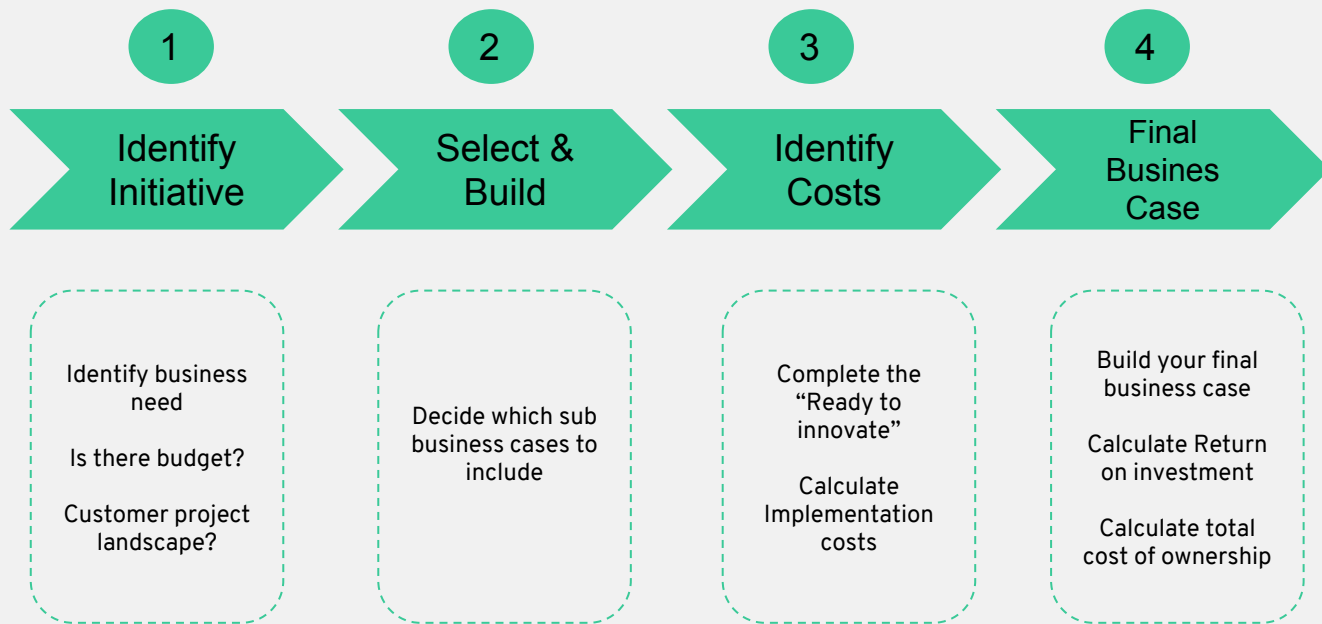 1
2
3
4
Identify
Initiative
Select &
Build
Identify
Costs
Final
Busines
Case
Identify business
need
Is there budget?
Customer project
landscape?
Decide which sub
business cases to
include
Complete the
“Ready to
innovate”
Calculate
Implementation
costs
Build your final
business case
Calculate Return
on investment
Calculate total
cost of ownership